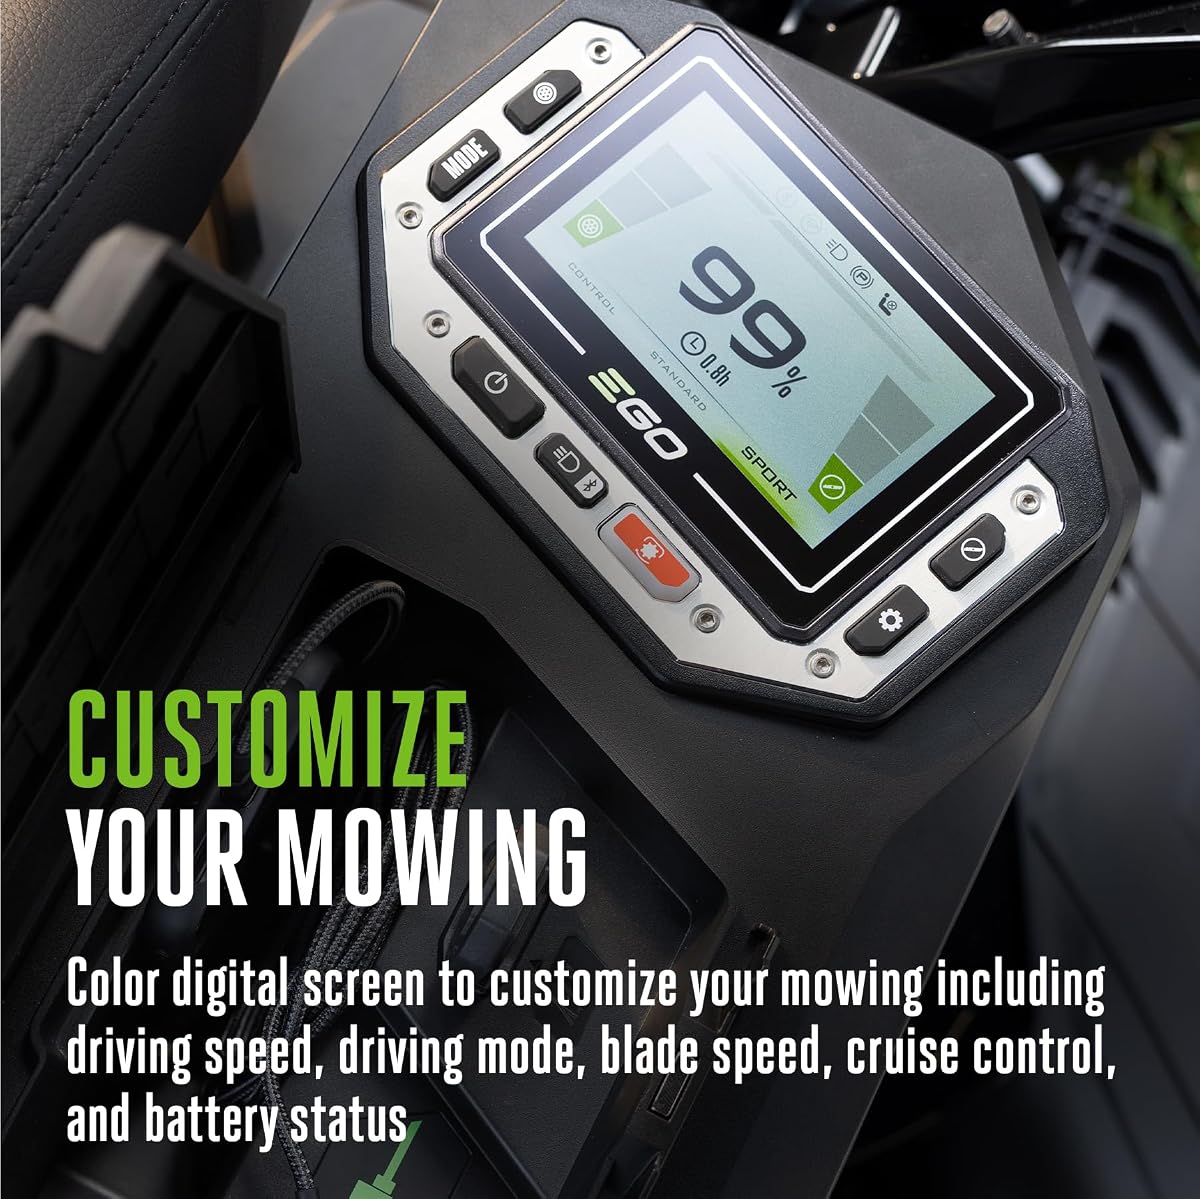 MODE
99%
0.8h
CONTROL
STANDARD
SPORT
P
EGO
CUSTOMIZE
YOUR MOWING
Color digital screen to customize your mowing including
driving speed, driving mode, blade speed, cruise control,
and battery status